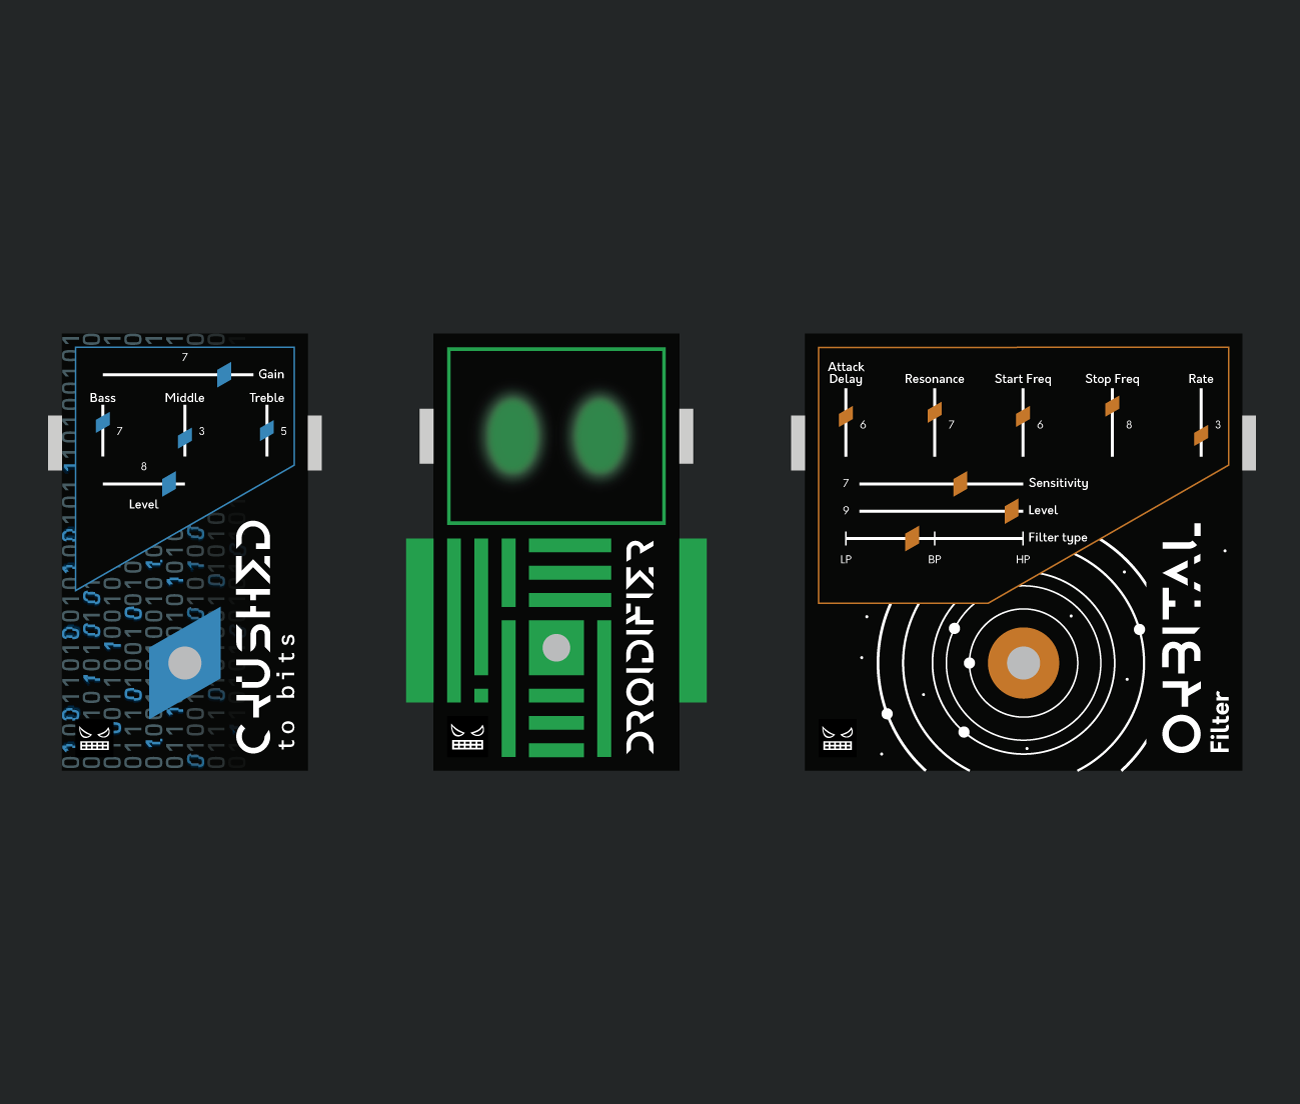 7
Gain
Bass
Middle
Treble
7
3
5
8
Level
CRUSHED
to bits
DROIDIFIER
Attack
Delay
Resonance
Start Freq
Stop Freq
Rate
6
7
6
8
3
7
Sensitivity
9
Level
Filter type
LP
BP
HP
ORBITAL
Filter